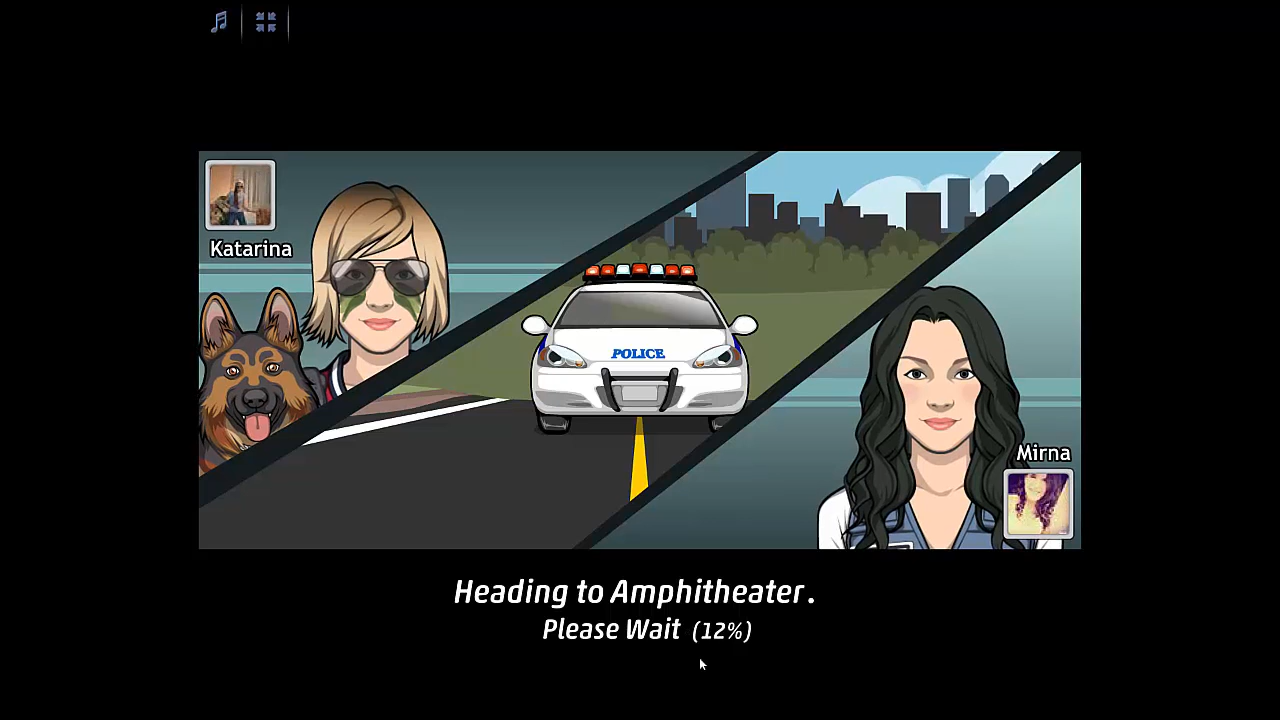 Katarina
POLICE
Mirna
Heading to Amphitheater.
Please Wait (12%)